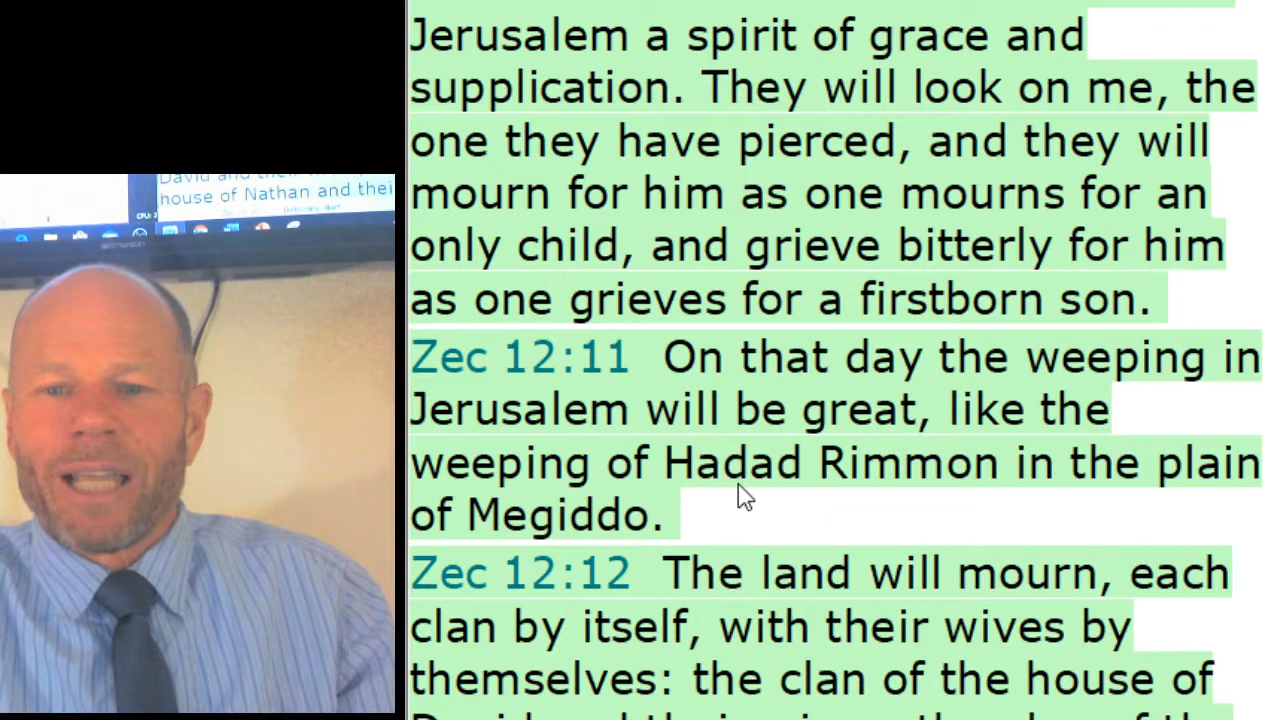 David and their
house of Nathan and thei
Jerusalem a spirit of grace and
supplication. They will look on me, the
one they have pierced, and they will
mourn for him as one mourns for an
only child, and grieve bitterly for him
as one grieves for a firstborn son.
Zec 12:11 On that day the weeping in
Jerusalem will be great, like the
weeping of Hadad Rimmon in the plain
of Megiddo.
Zec 12:12 The land will mourn, each
clan by itself, with their wives by
themselves: the clan of the house of